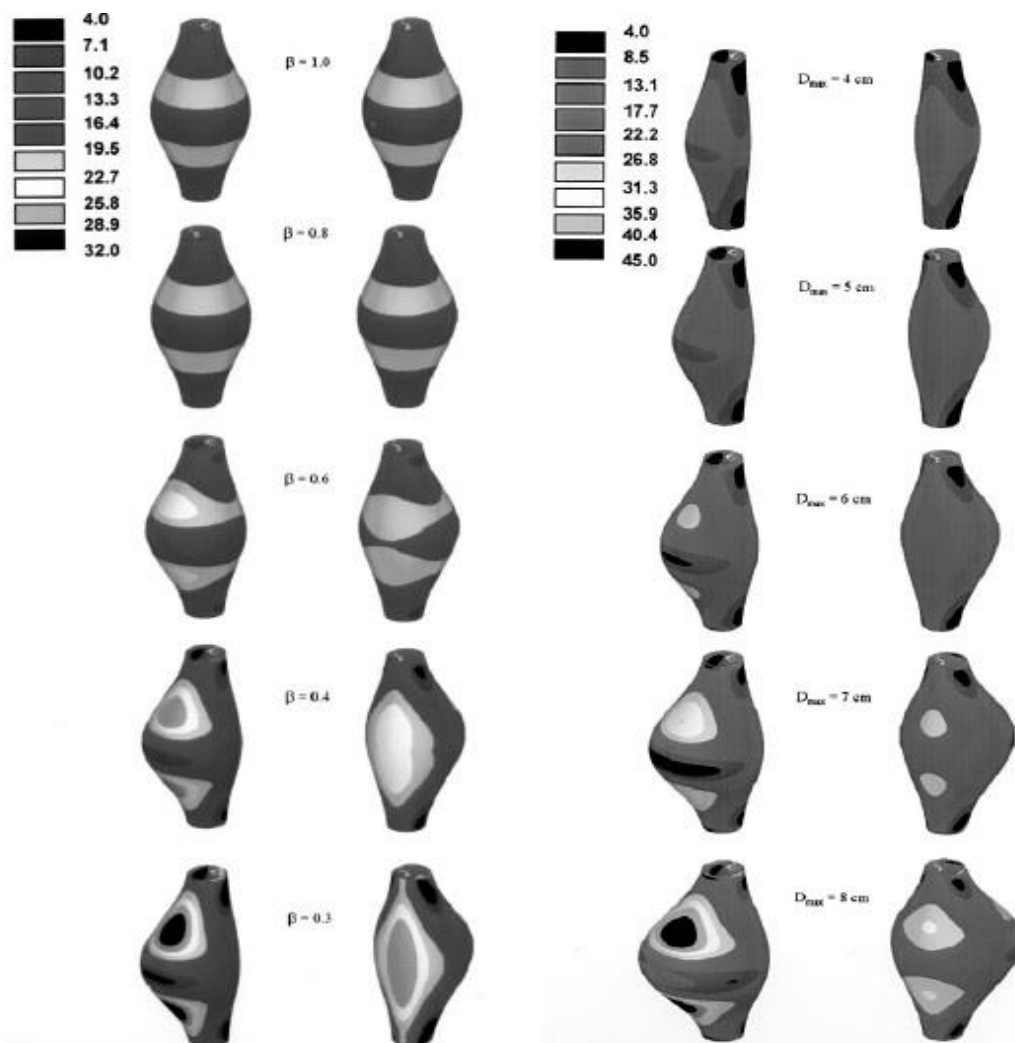 4.0
7.1
10.2
13.3
16.4
19.5
22.7
25.8
28.9
32.0
β = 1.0
β = 0.8
β = 0.6
β = 0.4
β = 0.3
4.0
8.5
13.1
17.7
22.2
26.8
31.3
35.9
40.4
45.0
Dmax = 4 cm
Dmax = 5 cm
Dmax = 6 cm
Dmax = 7 cm
Dmax = 8 cm